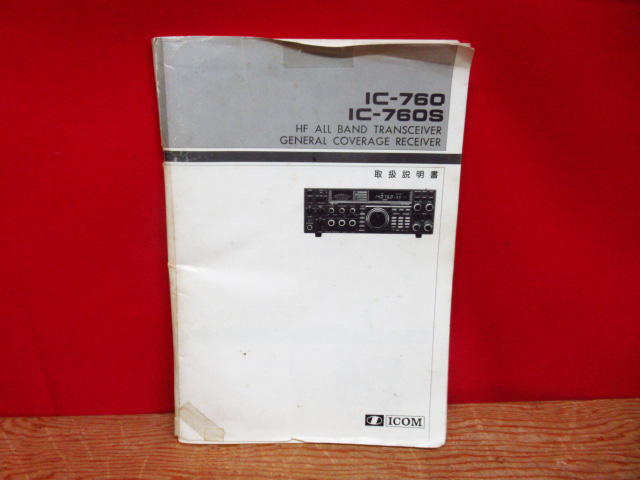 IC-760
IC-760S
HF ALL BAND TRANSCEIVER
GENERAL COVERAGE RECEIVER
取扱説明書
ICOM